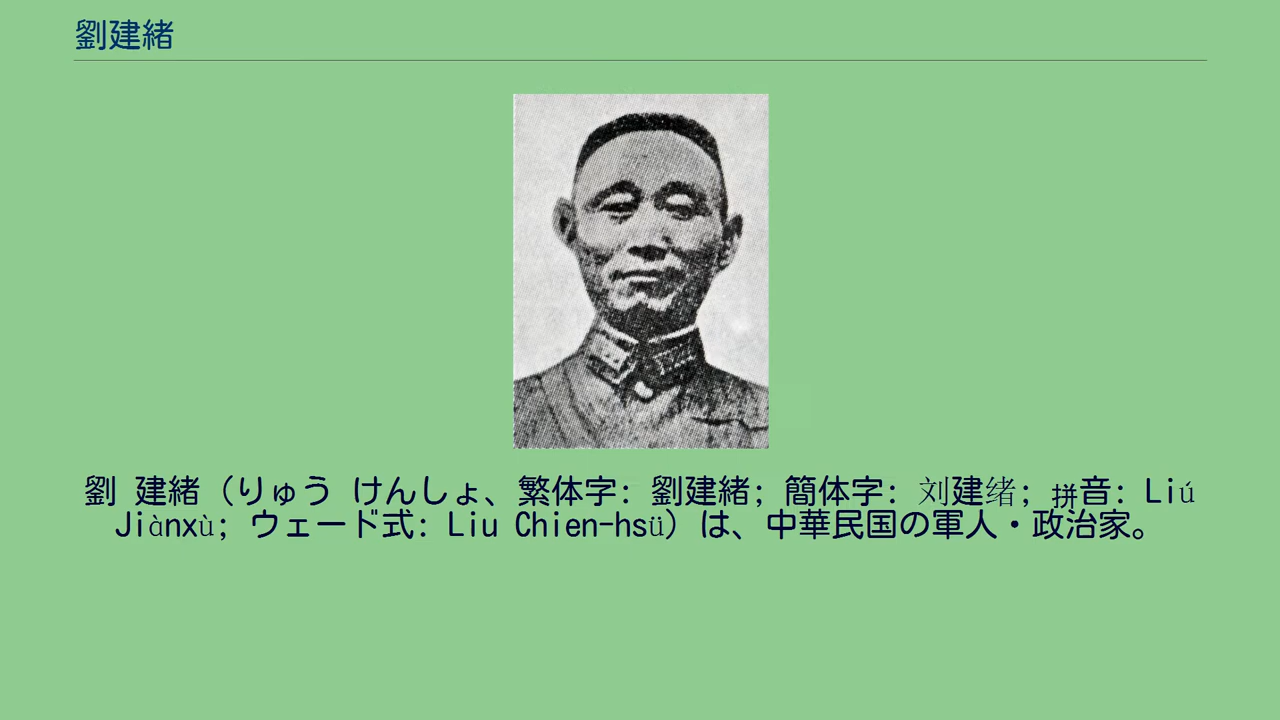 劉建緒
劉 建緒（りゅう けんしょ、繁体字: 劉建緒; 簡体字: 刘建绪; 拼音: Liú
Jiànxù; ウェード式: Liu Chien-hsü）は、中華民国の軍人・政治家。